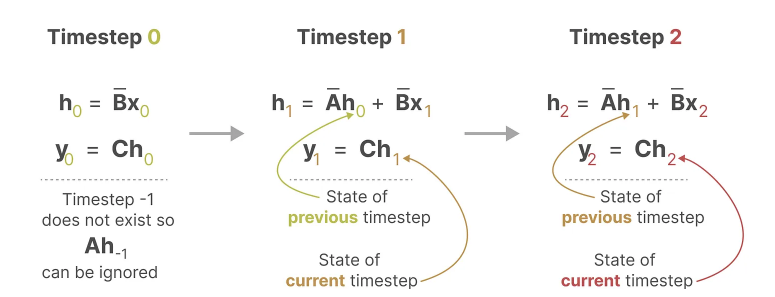 Timestep 0
h₀ = B̅x₀
y₀ = Ch₀
Timestep -1
does not exist so
Ah₋₁
can be ignored
Timestep 1
h₁ = A̅h₀ + B̅x₁
y₁ = Ch₁
State of
previous timestep
State of
current timestep
Timestep 2
h₂ = A̅h₁ + B̅x₂
y₂ = Ch₂
State of
previous timestep
State of
current timestep